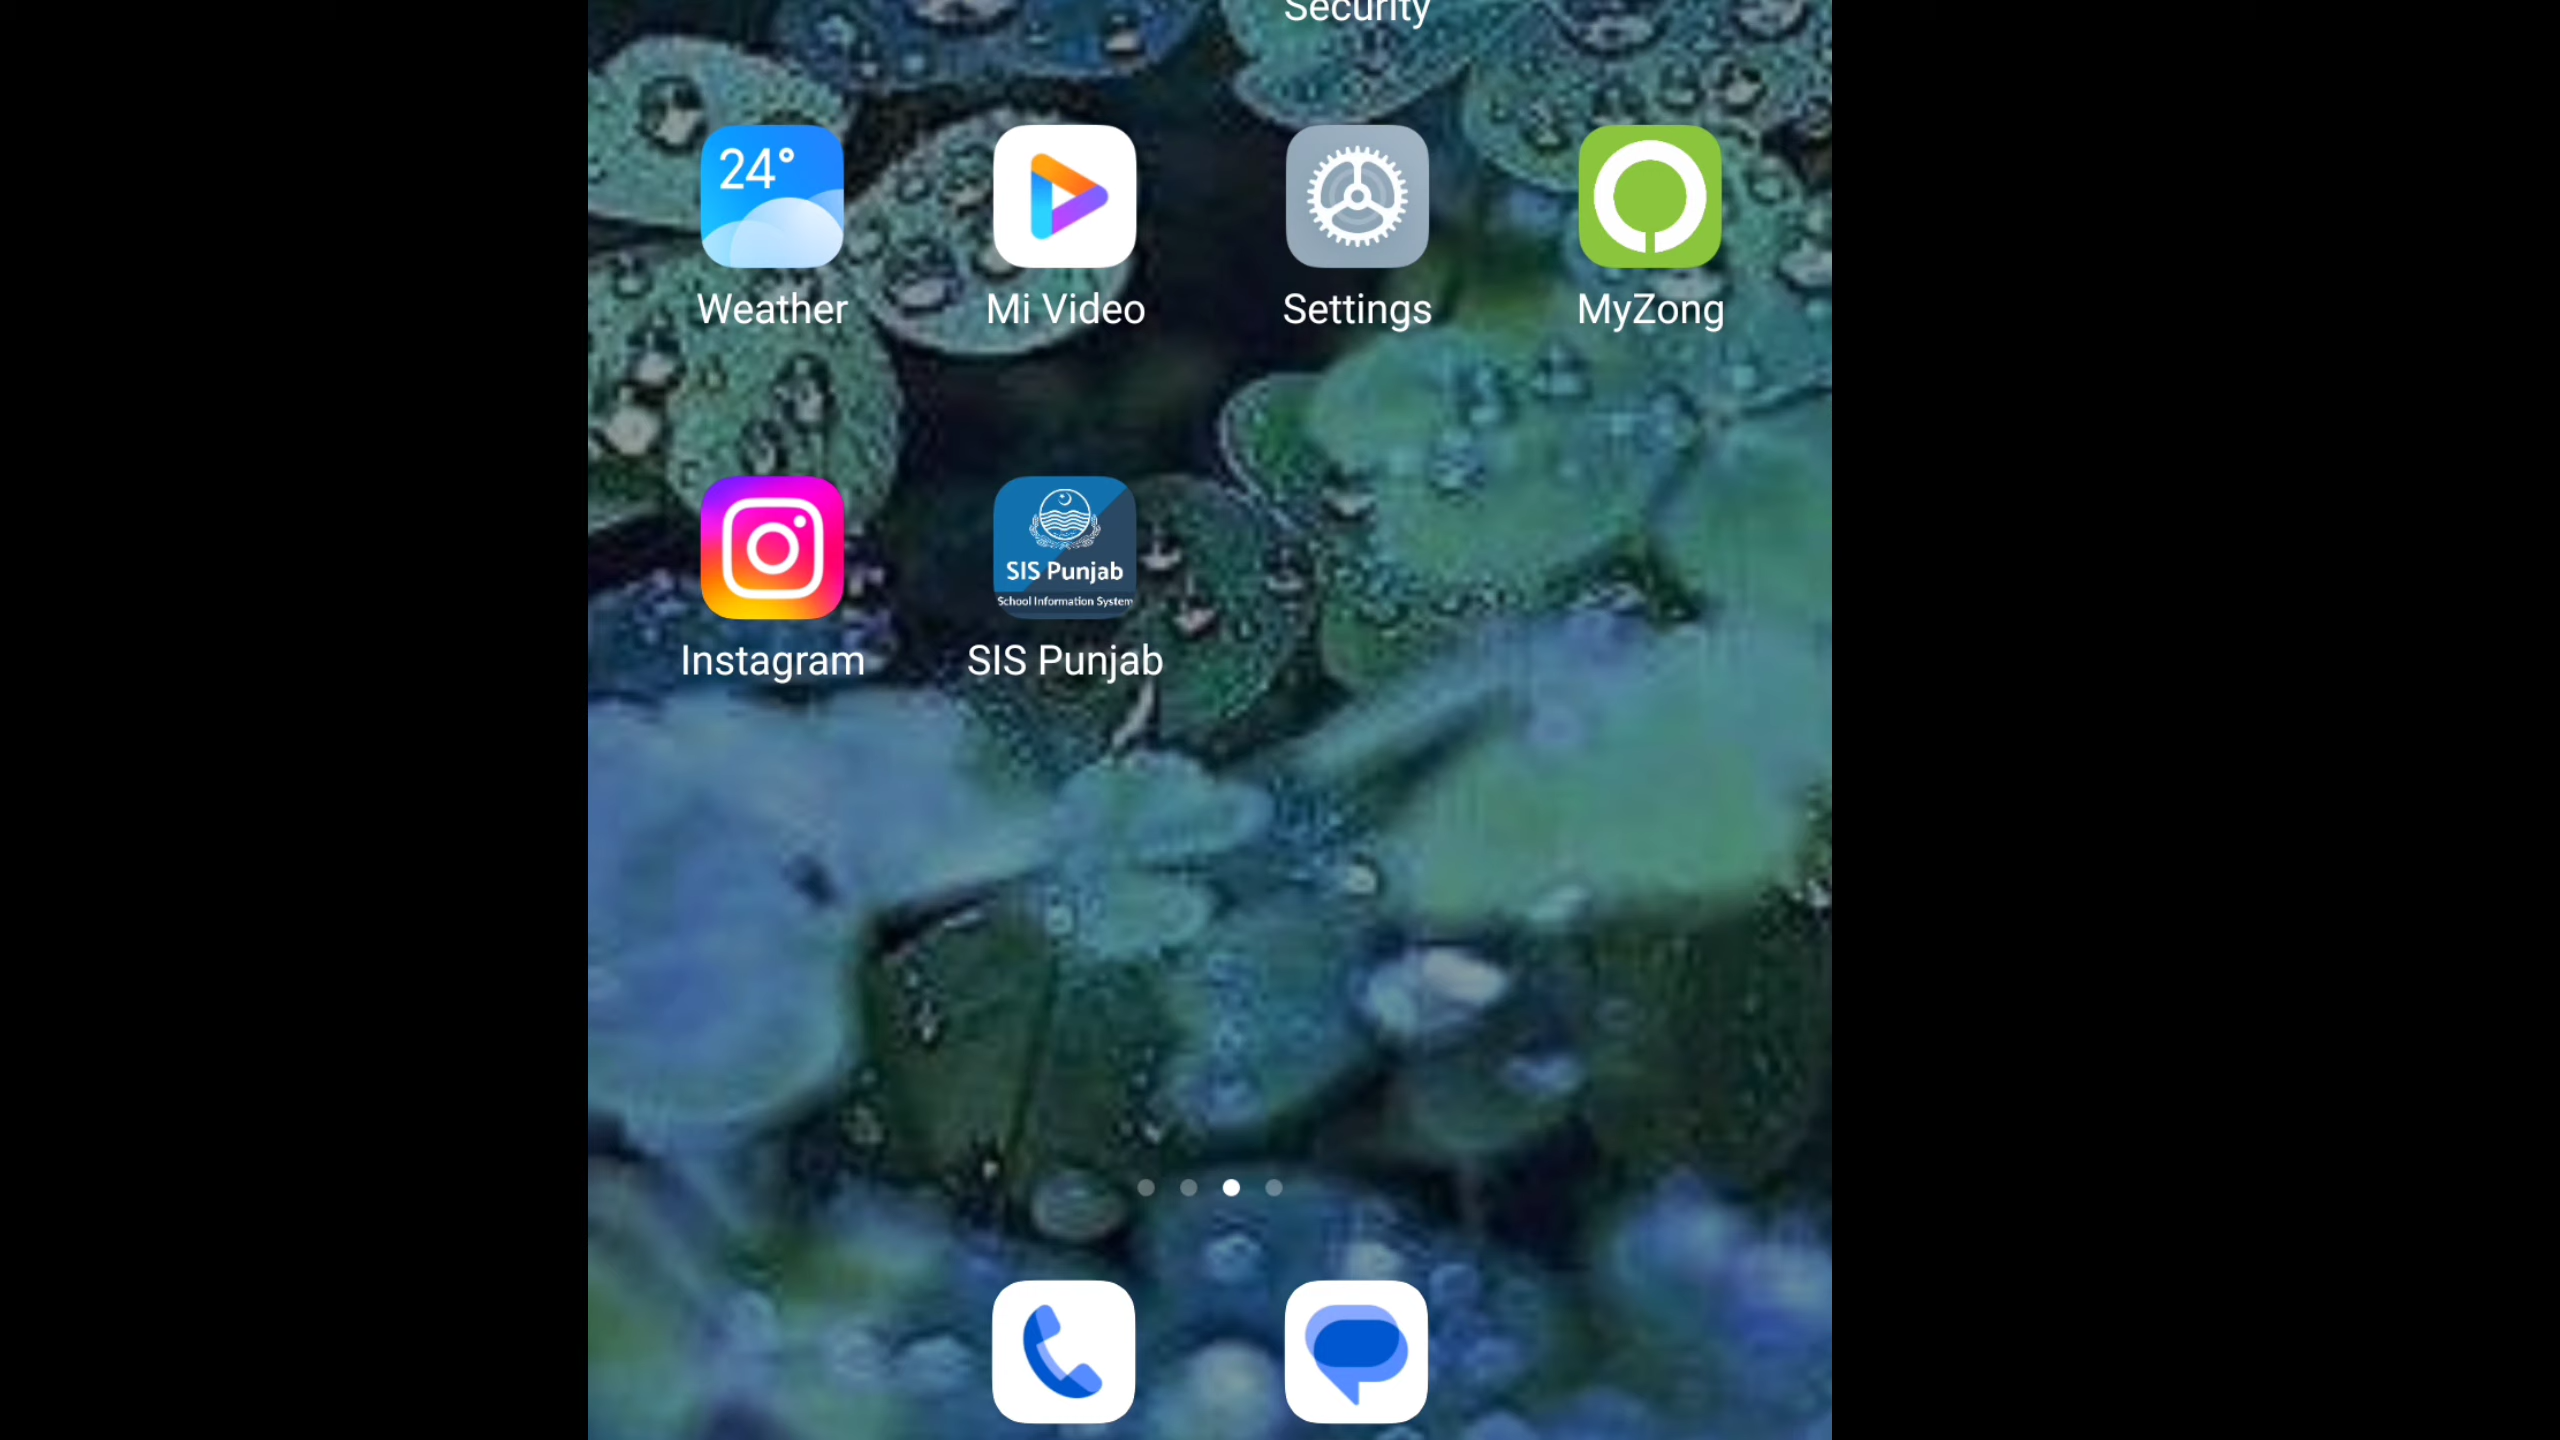 Security
24°
Weather
Mi Video
Settings
MyZong
SIS Punjab
School Information System
Instagram
SIS Punjab